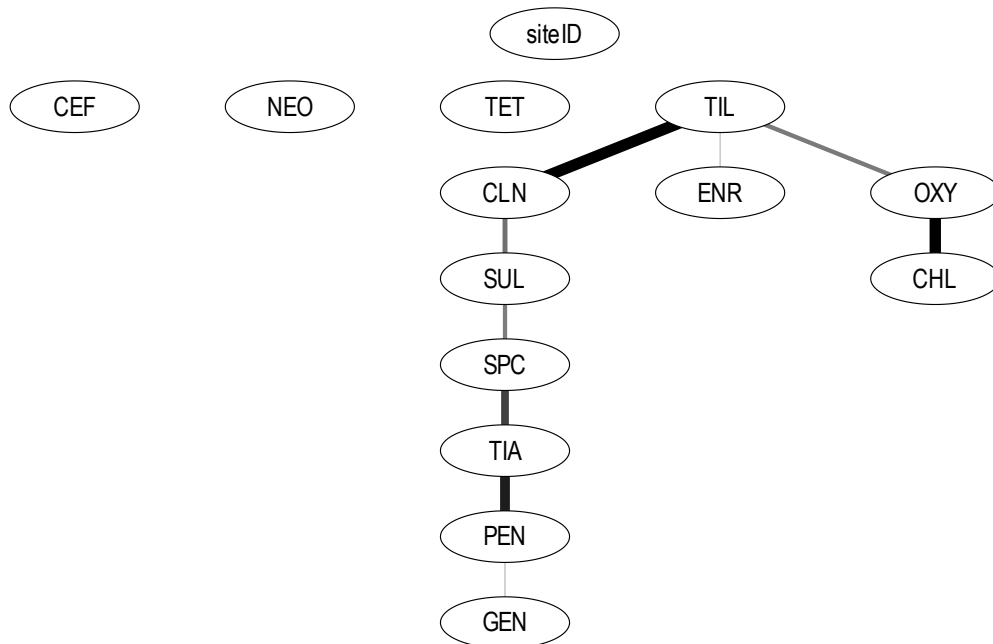 siteID
CEF NEO TET TIL
CLN ENR OXY
SUL CHL
SPC
TIA
PEN
GEN